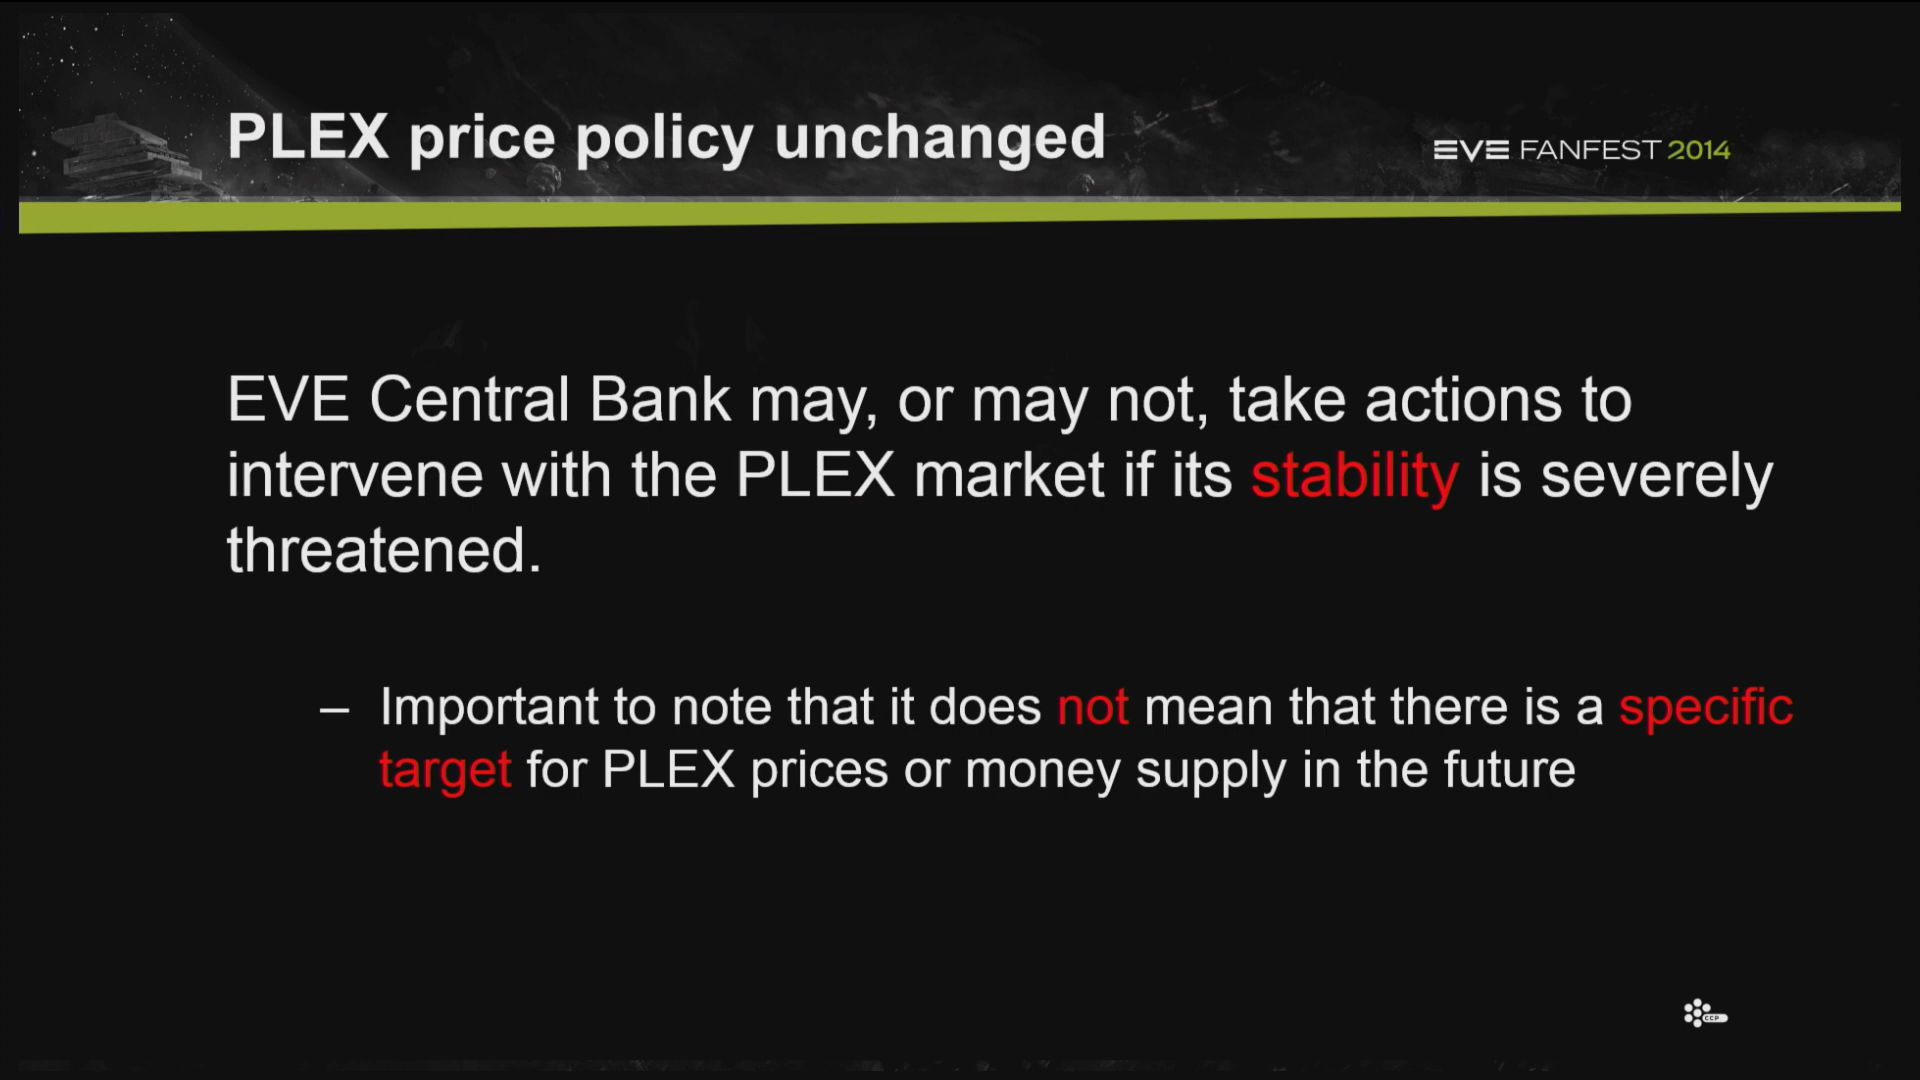 PLEX price policy unchanged
EVE FANFEST 2014
EVE Central Bank may, or may not, take actions to
intervene with the PLEX market if its stability is severely
threatened.
– Important to note that it does not mean that there is a specific
target for PLEX prices or money supply in the future
CCP